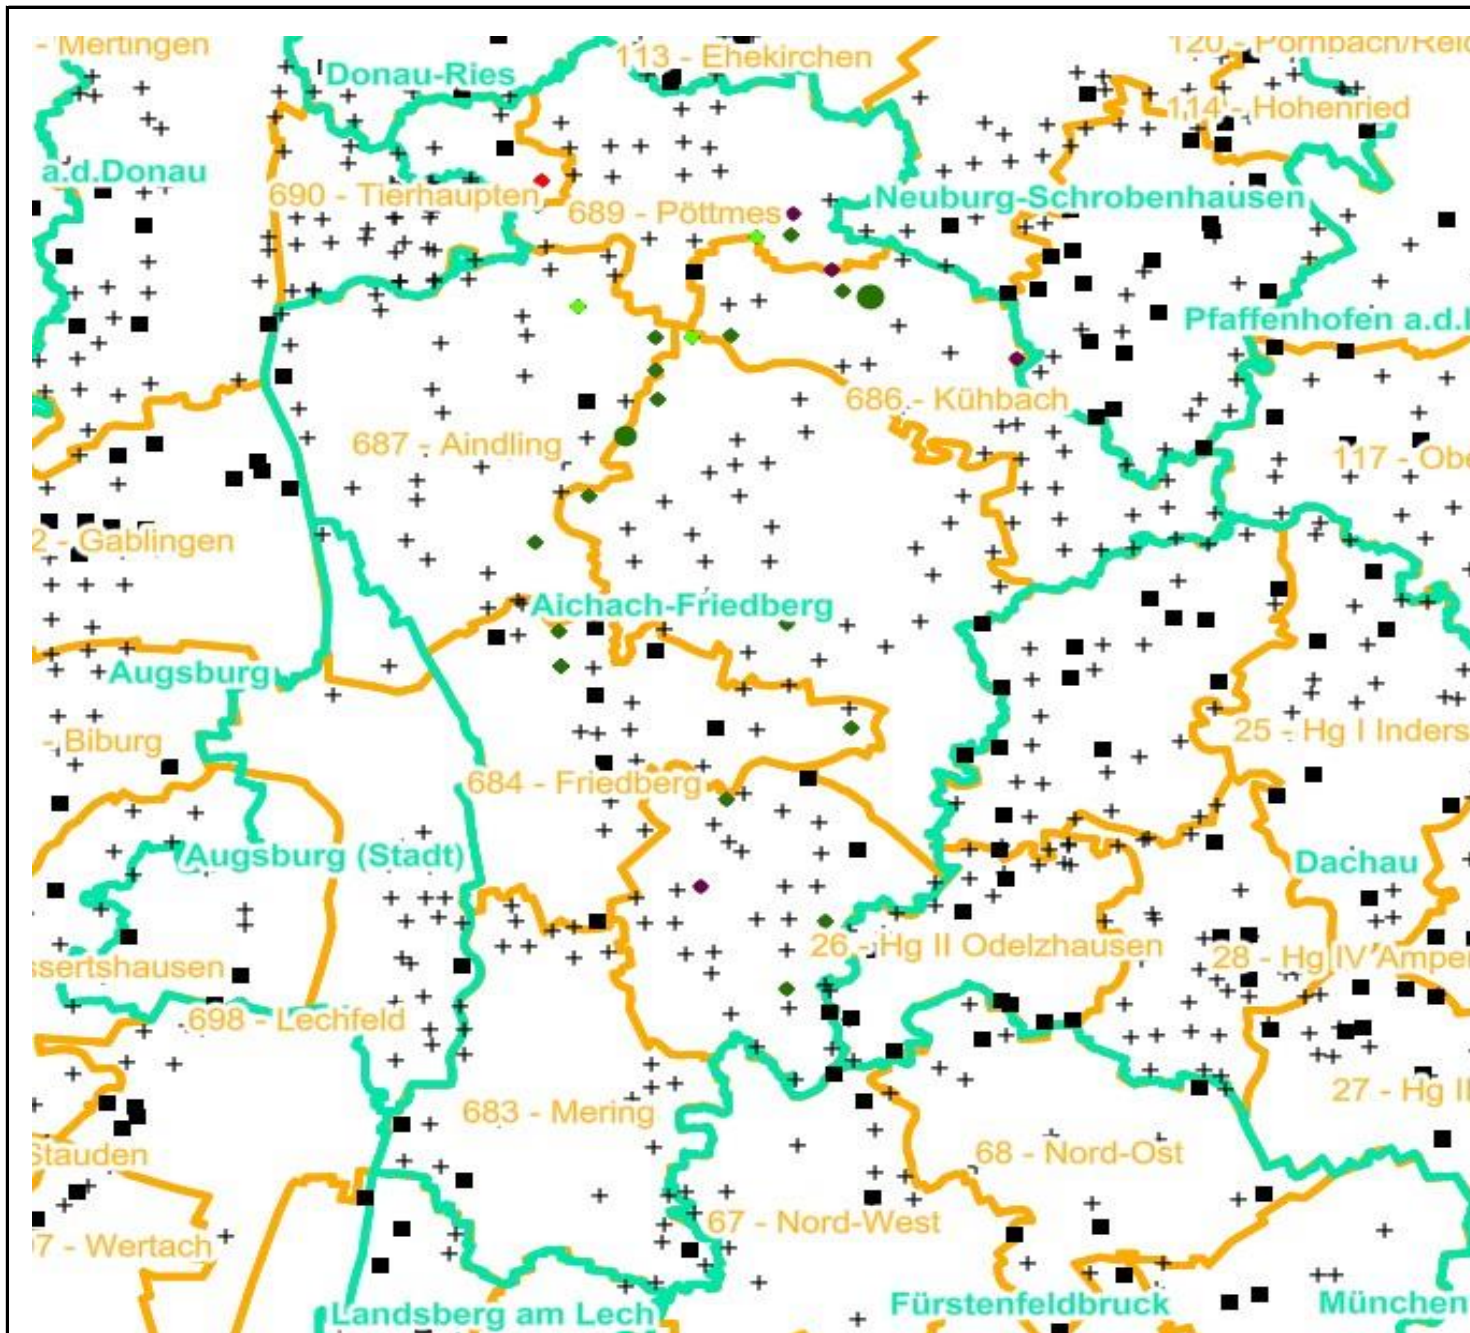 - Mertingen
Donau-Ries
113 - Ehekirchen
114 - Hohenried
a.d.Donau
690 - Tierhaupten
689 - Pöttmes
Neuburg-Schrobenhausen
Pfaffenhofen a.d.
686 - Kühbach
687 - Aindling
117 - Obe
2 - Gablingen
Aichach-Friedberg
Augsburg
- Biburg
25 - Hg I Inders
684 - Friedberg
Augsburg (Stadt)
Dachau
26 - Hg II Odelzhausen
28 - Hg IV Amper
ssertshausen
698 - Lechfeld
27 - Hg II
683 - Mering
Stauden
68 - Nord-Ost
67 - Nord-West
7 - Wertach
Landsberg am Lech
Fürstenfeldbruck
München